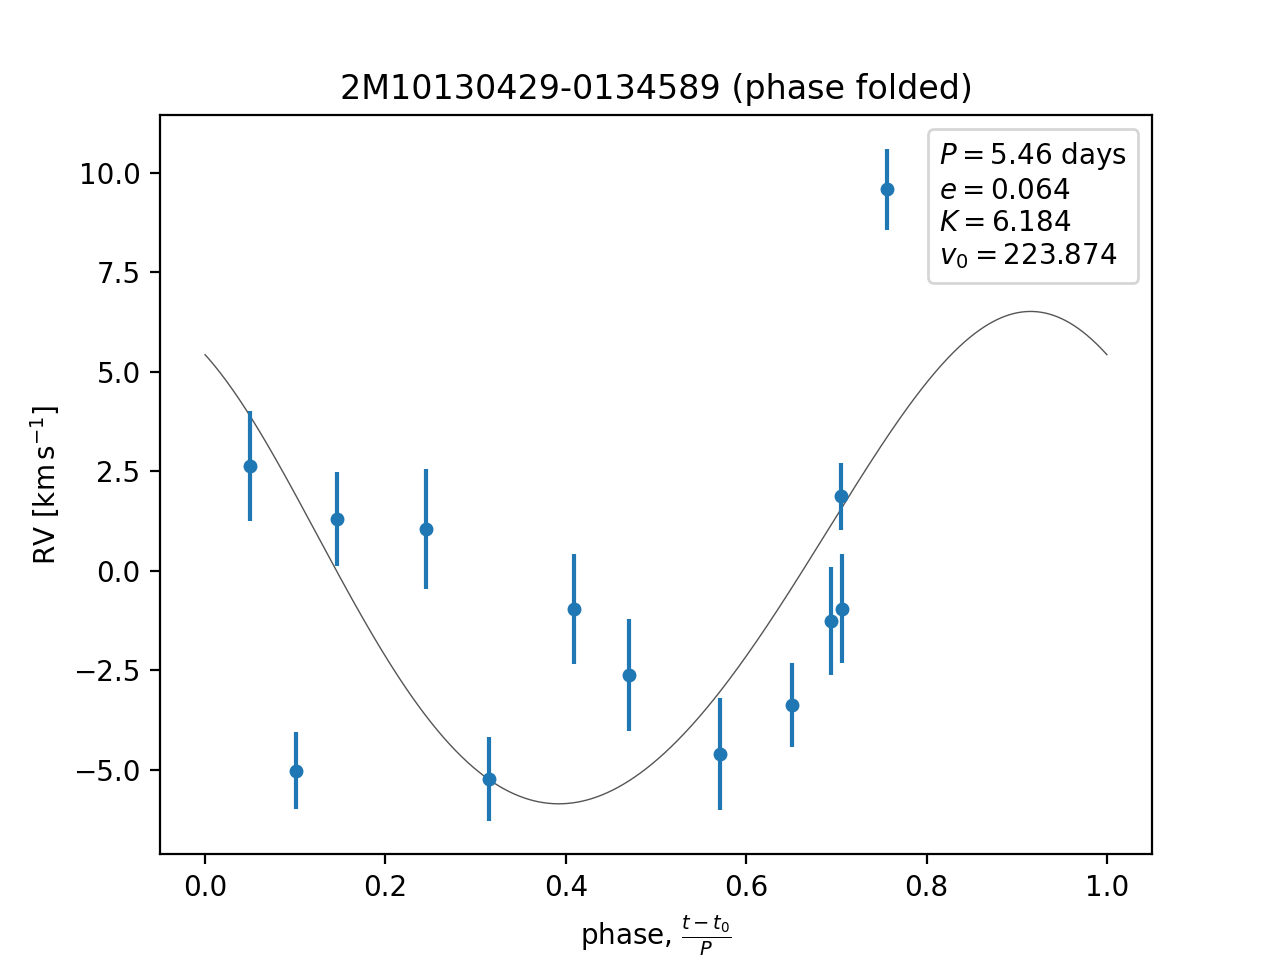 2M10130429-0134589 (phase folded)
P = 5.46 days
e = 0.064
K = 6.184
v₀ = 223.874
10.0
7.5
5.0
2.5
0.0
−2.5
−5.0
RV [km s⁻¹]
0.0 0.2 0.4 0.6 0.8 1.0
phase, (t − t₀)/P